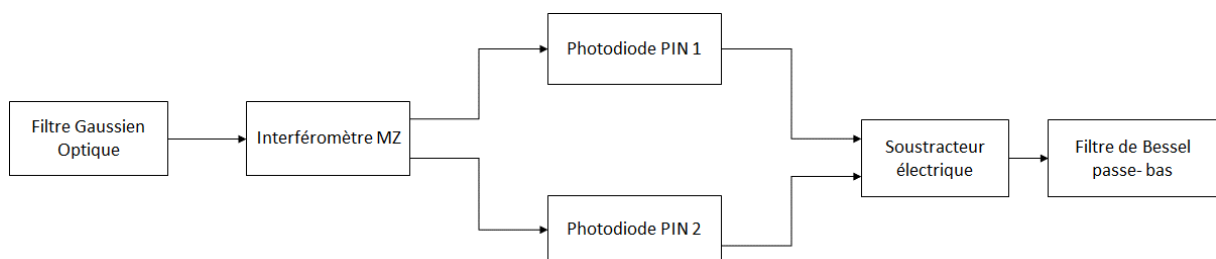 Filtre Gaussien
Optique
Interféromètre MZ
Photodiode PIN 1
Photodiode PIN 2
Soustracteur
électrique
Filtre de Bessel
passe- bas